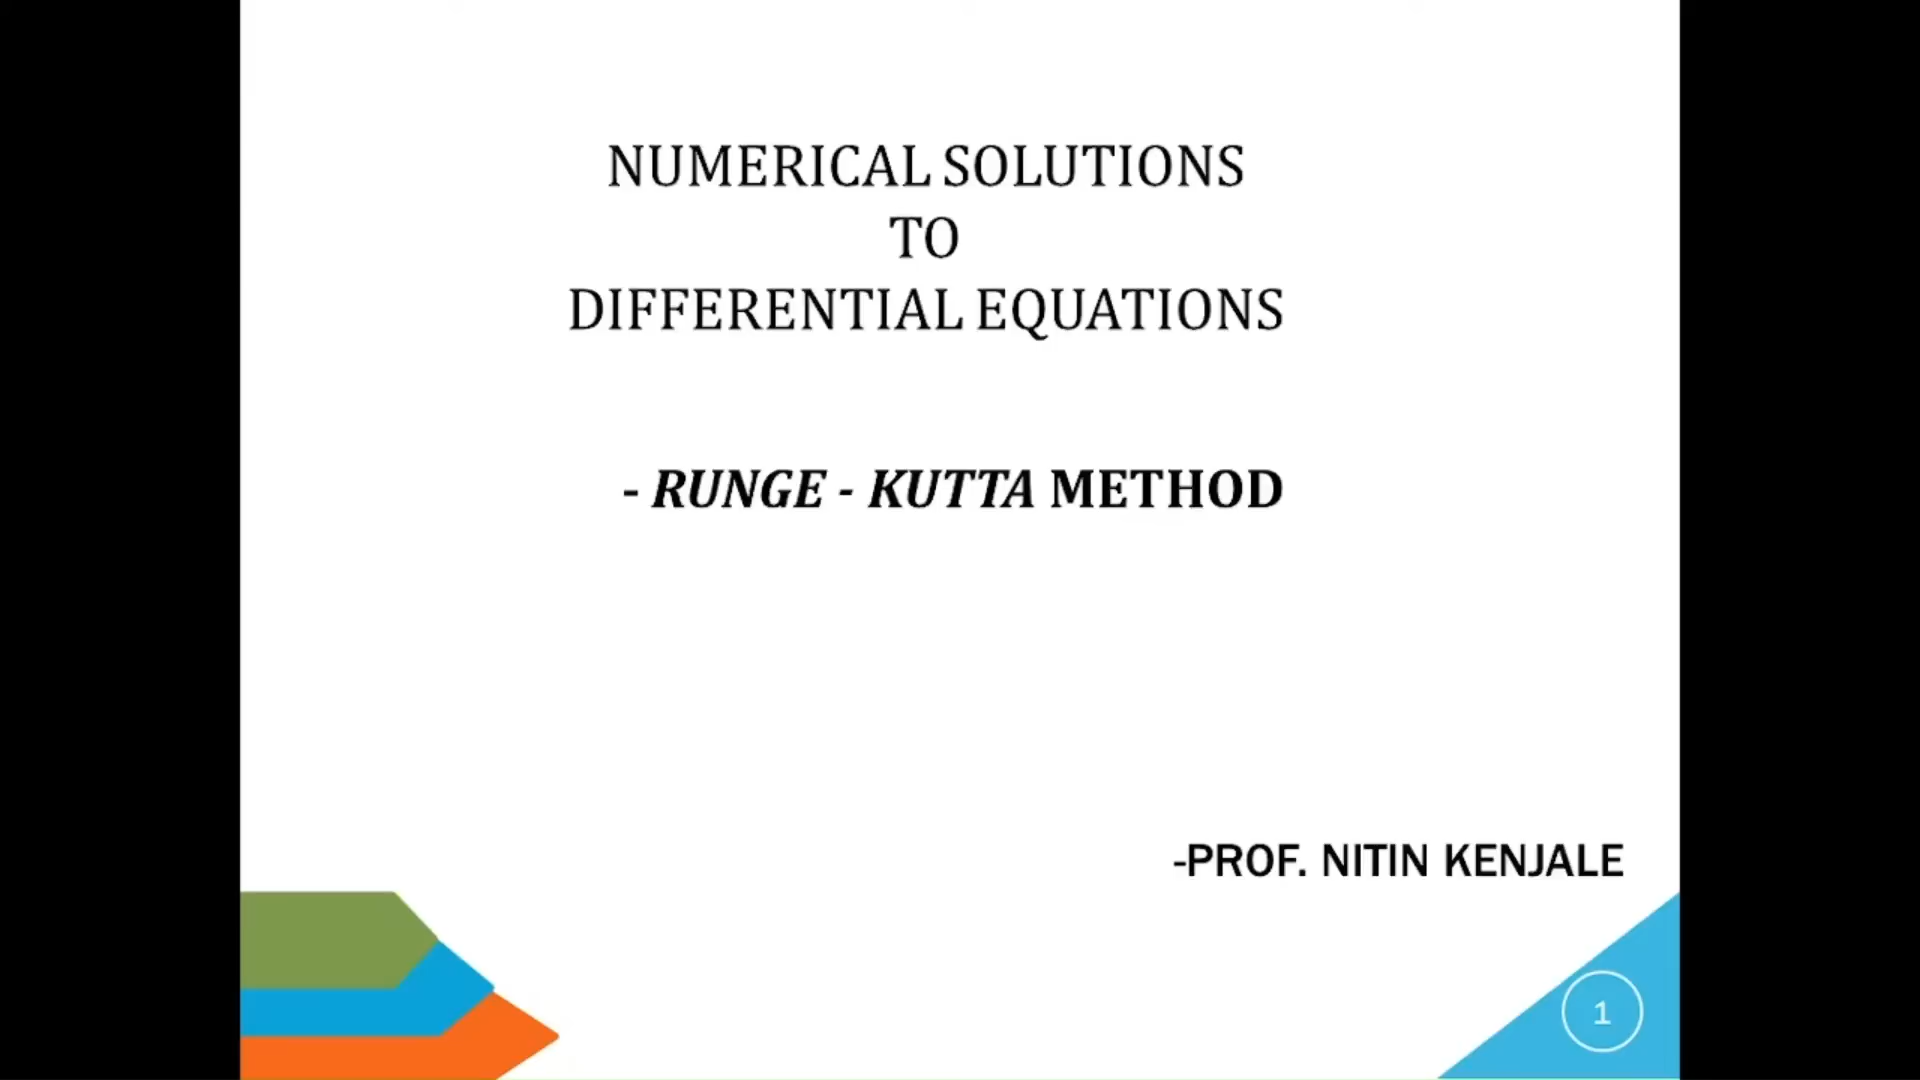 NUMERICAL SOLUTIONS
TO
DIFFERENTIAL EQUATIONS
- RUNGE - KUTTA METHOD
-PROF. NITIN KENJALE
1